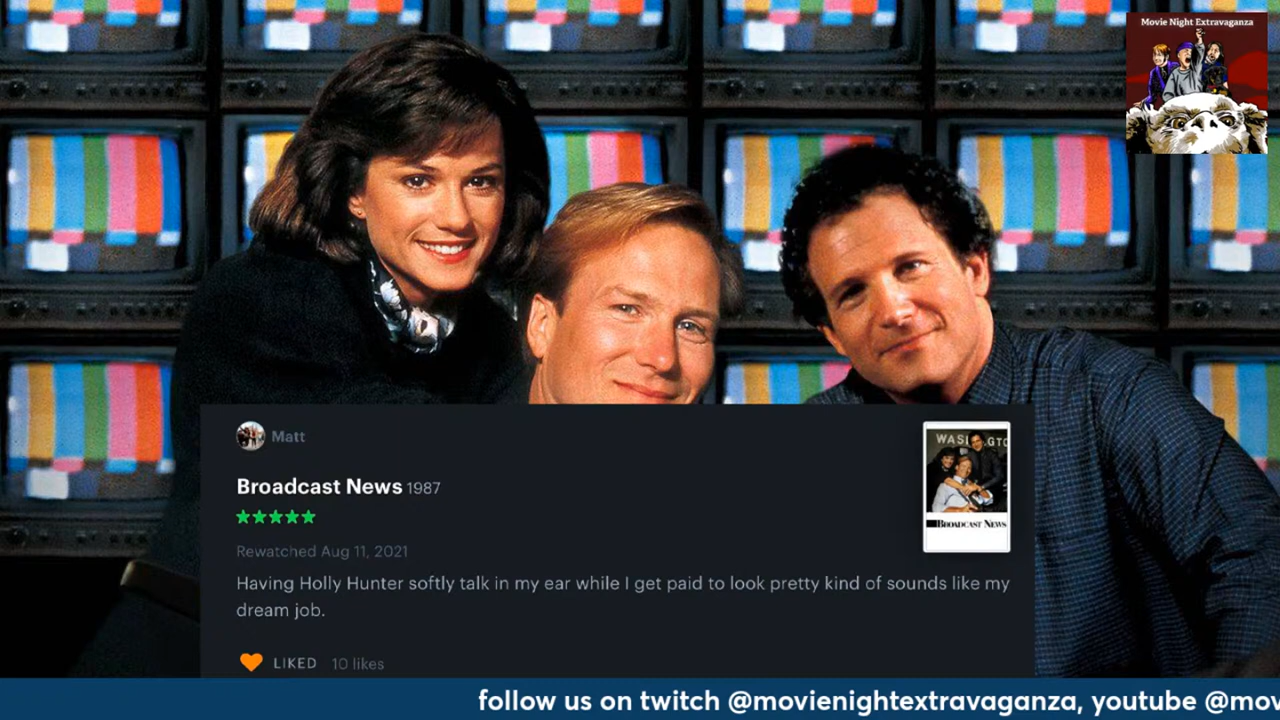 Movie Night Extravaganza
Matt
WASHINGTO
Broadcast News 1987
BROADCAST NEWS
Rewatched Aug 11, 2021
Having Holly Hunter softly talk in my ear while I get paid to look pretty kind of sounds like my
dream job.
LIKED 10 likes
follow us on twitch @movienightextravaganza, youtube @mov